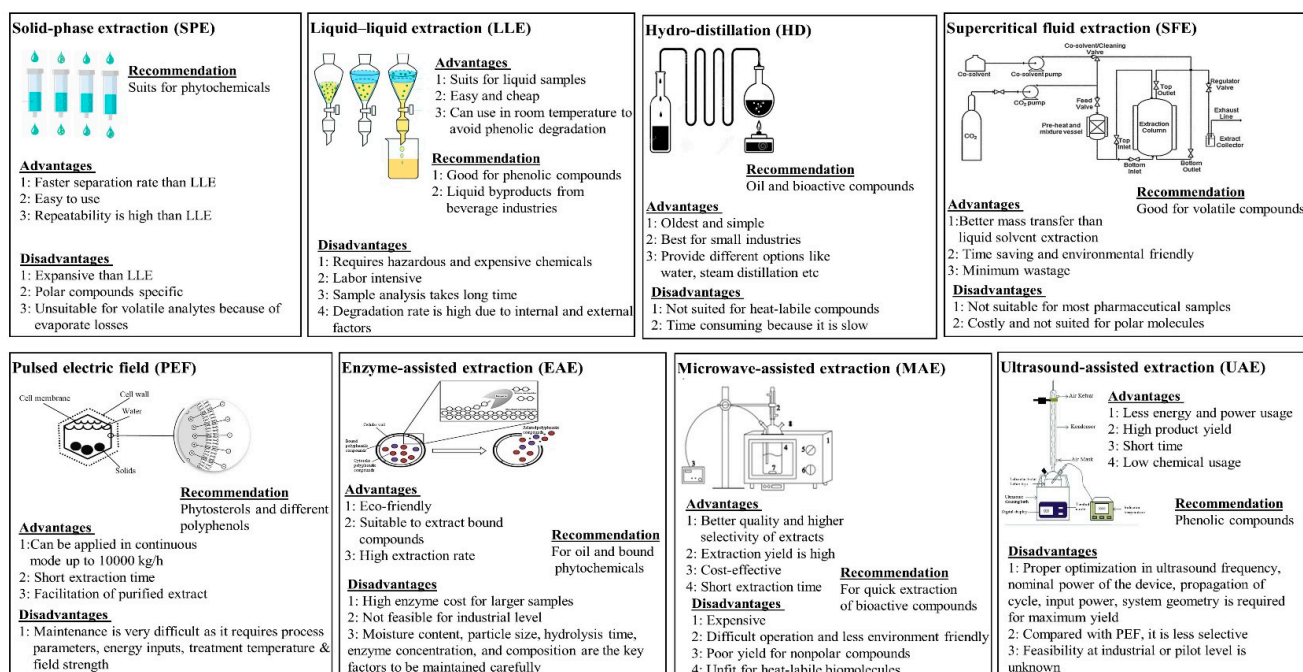 Solid-phase extraction (SPE)
Recommendation
Suits for phytochemicals
Advantages
1: Faster separation rate than LLE
2: Easy to use
3: Repeatability is high than LLE
Disadvantages
1: Expansive than LLE
2: Polar compounds specific
3: Unsuitable for volatile analytes because of
evaporate losses
Liquid–liquid extraction (LLE)
Advantages
1: Suits for liquid samples
2: Easy and cheap
3: Can use in room temperature to
avoid phenolic degradation
Recommendation
1: Good for phenolic compounds
2: Liquid byproducts from
beverage industries
Disadvantages
1: Requires hazardous and expensive chemicals
2: Labor intensive
3: Sample analysis takes long time
4: Degradation rate is high due to internal and external
factors
Hydro-distillation (HD)
Recommendation
Oil and bioactive compounds
Advantages
1: Oldest and simple
2: Best for small industries
3: Provide different options like
water, steam distillation etc
Disadvantages
1: Not suited for heat-labile compounds
2: Time consuming because it is slow
Supercritical fluid extraction (SFE)
Co-solvent/Cleaning
Valve
Co-solvent
Co-solvent pump
CO₂ pump
CO₂
Feed
Valve
Pre-heat and
mixture vessel
Top
Outlet
Extraction
Column
Top
Inlet
Bottom
Inlet
Bottom
Outlet
Regulator
Valve
Exhaust
Line
Extract
Collector
Recommendation
Good for volatile compounds
Advantages
1:Better mass transfer than
liquid solvent extraction
2: Time saving and environmental friendly
3: Minimum wastage
Disadvantages
1: Not suitable for most pharmaceutical samples
2: Costly and not suited for polar molecules
Pulsed electric field (PEF)
Cell membrane
Cell wall
Water
Solids
Recommendation
Phytosterols and different
polyphenols
Advantages
1:Can be applied in continuous
mode up to 10000 kg/h
2: Short extraction time
3: Facilitation of purified extract
Disadvantages
1: Maintenance is very difficult as it requires process
parameters, energy inputs, treatment temperature &
field strength
Enzyme-assisted extraction (EAE)
Advantages
1: Eco-friendly
2: Suitable to extract bound
compounds
3: High extraction rate
Recommendation
For oil and bound
phytochemicals
Disadvantages
1: High enzyme cost for larger samples
2: Not feasible for industrial level
3: Moisture content, particle size, hydrolysis time,
enzyme concentration, and composition are the key
factors to be maintained carefully
Microwave-assisted extraction (MAE)
1
2
3
4
5
6
7
8
Advantages
1: Better quality and higher
selectivity of extracts
2: Extraction yield is high
3: Cost-effective
4: Short extraction time
Recommendation
For quick extraction
of bioactive compounds
Disadvantages
1: Expensive
2: Difficult operation and less environment friendly
3: Poor yield for nonpolar compounds
4: Unfit for heat-labile biomolecules
Ultrasound-assisted extraction (UAE)
Air Keluar
Kondenser
Air Masuk
Advantages
1: Less energy and power usage
2: High product yield
3: Short time
4: Low chemical usage
Recommendation
Phenolic compounds
Disadvantages
1: Proper optimization in ultrasound frequency,
nominal power of the device, propagation of
cycle, input power, system geometry is required
for maximum yield
2: Compared with PEF, it is less selective
3: Feasibility at industrial or pilot level is
unknown